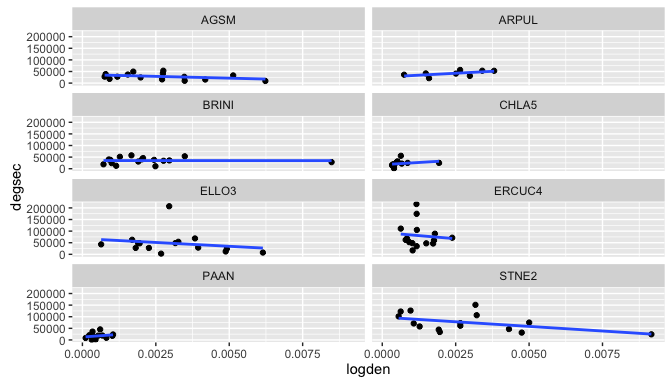 AGSM ARPUL
200000
150000
100000
50000
0
BRINI CHLA5
200000
150000
100000
50000
0
degsec
ELLO3 ERCUC4
200000
150000
100000
50000
0
PAAN STNE2
200000
150000
100000
50000
0
0.0000 0.0025 0.0050 0.0075 0.0000 0.0025 0.0050 0.0075
logden